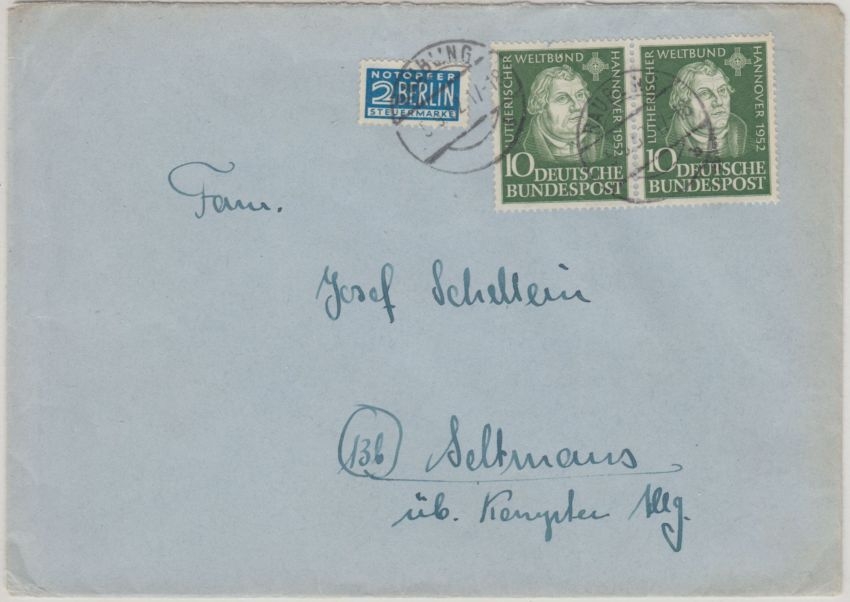 NOTOPFER
2 BERLIN
STEUERMARKE
LUTHERISCHER WELTBUND
HANNOVER 1952
10 DEUTSCHE
BUNDESPOST
LUTHERISCHER WELTBUND
HANNOVER 1952
10 DEUTSCHE
BUNDESPOST
Fam.
Josef Schellein
13b Seltmans
üb. Kempten Allg.